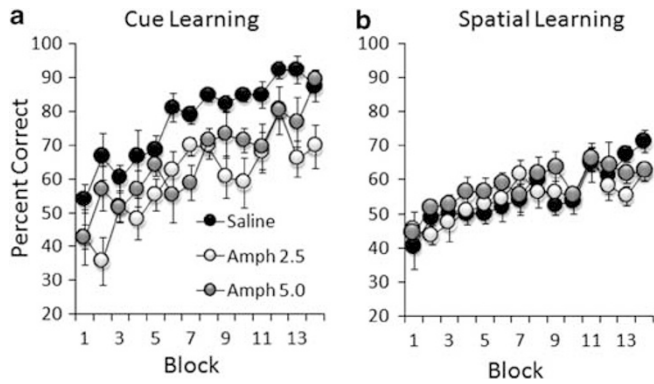 a Cue Learning
b Spatial Learning
Percent Correct
100
90
80
70
60
50
40
30
20
Saline
Amph 2.5
Amph 5.0
1 3 5 7 9 11 13
Block
100
90
80
70
60
50
40
30
20
1 3 5 7 9 11 13
Block